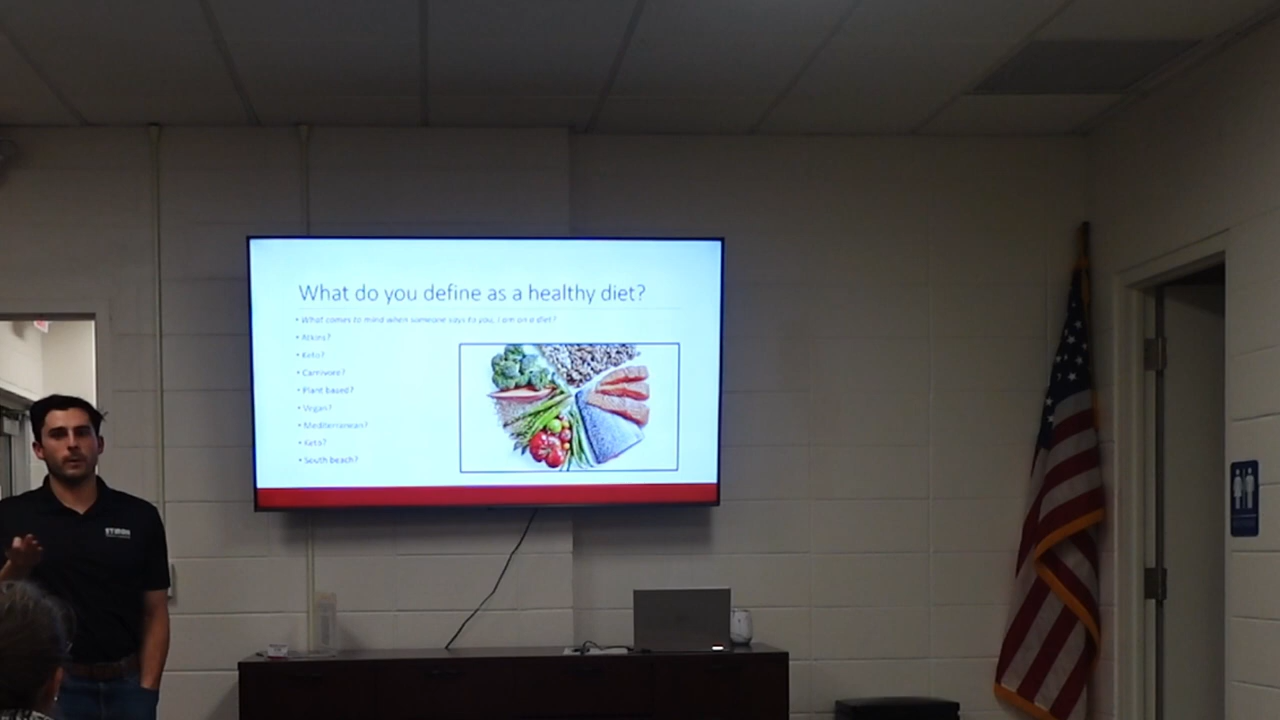 What do you define as a healthy diet?
• What comes to mind when someone says to you, I am on a diet?
• Atkins?
• Keto?
• Carnivore?
• Plant based?
• Vegan?
• Mediterranean?
• Keto?
• South beach?